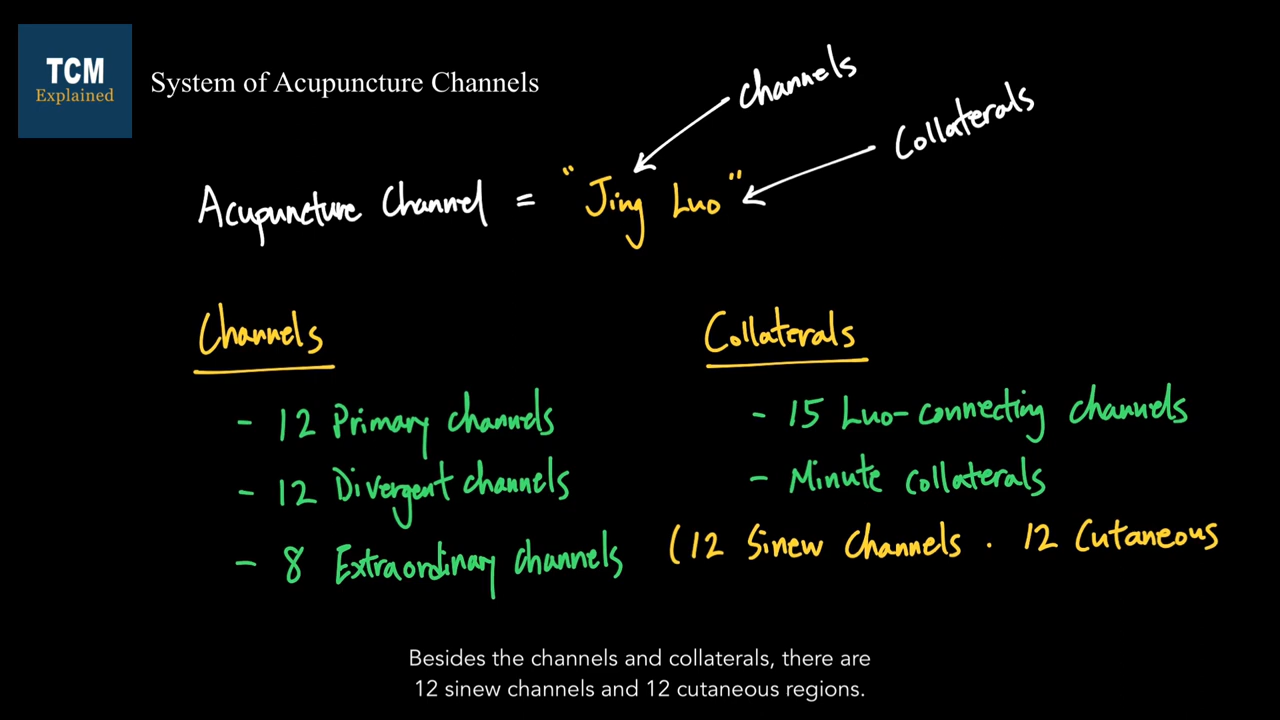 TCM
Explained
System of Acupuncture Channels
channels
Collaterals
Acupuncture Channel = "Jing Luo"
Channels
- 12 Primary channels
- 12 Divergent channels
- 8 Extraordinary channels
Collaterals
- 15 Luo-connecting channels
- Minute collaterals
(12 Sinew Channels . 12 Cutaneous
Besides the channels and collaterals, there are
12 sinew channels and 12 cutaneous regions.